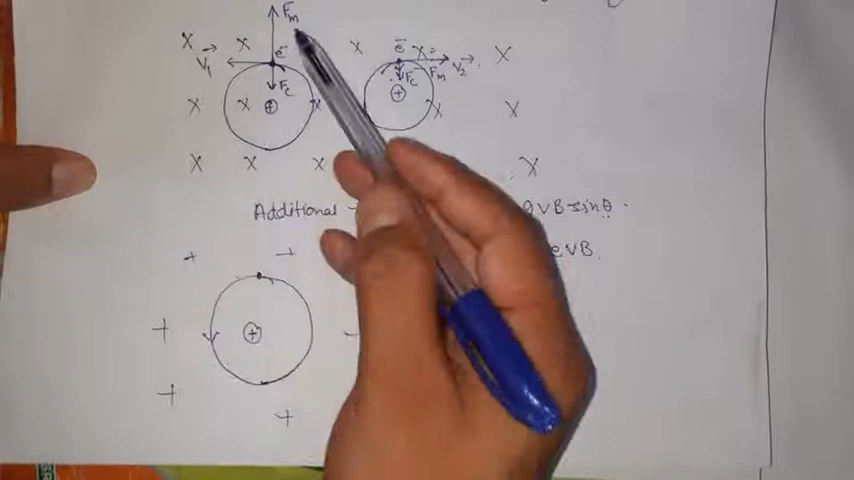 Fm
X X e⁻ X e⁻ X X
V₁ Fc Fc Fm V₂
X X ⊕ X ⊕ X X
X X X X
Additional qVB sinθ.
eVB.
+ +
+ ⊕
+
+